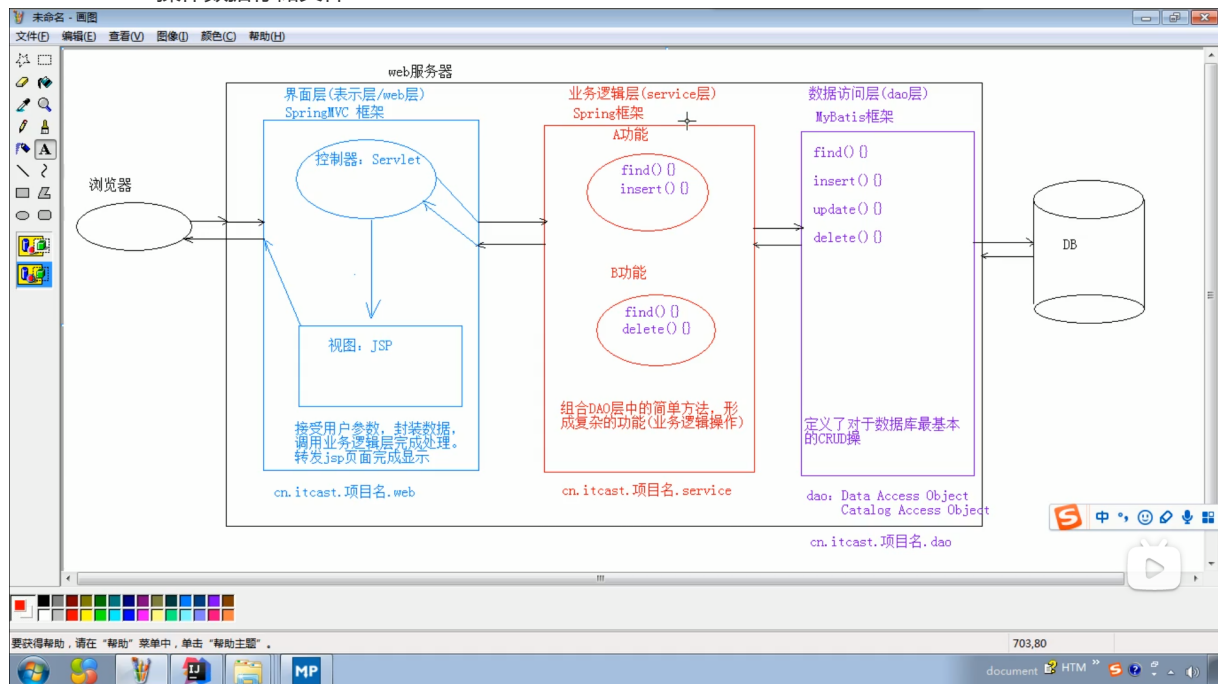 未命名 - 画图
文件(F) 编辑(E) 查看(V) 图像(I) 颜色(C) 帮助(H)
web服务器
界面层(表示层/web层)
SpringMVC 框架
业务逻辑层(service层)
Spring框架
数据访问层(dao层)
MyBatis框架
浏览器
控制器：Servlet
视图：JSP
接受用户参数，封装数据，
调用业务逻辑层完成处理。
转发jsp页面完成显示
cn.itcast.项目名.web
A功能
find(){}
insert(){}
B功能
find(){}
delete(){}
组合DAO层中的简单方法，形
成复杂的功能(业务逻辑操作)
cn.itcast.项目名.service
find(){}
insert(){}
update(){}
delete(){}
定义了对于数据库最基本
的CRUD操
dao：Data Access Object
Catalog Access Object
cn.itcast.项目名.dao
DB
中
要获得帮助，请在“帮助”菜单中，单击“帮助主题”。
703,80
MP
document HTM